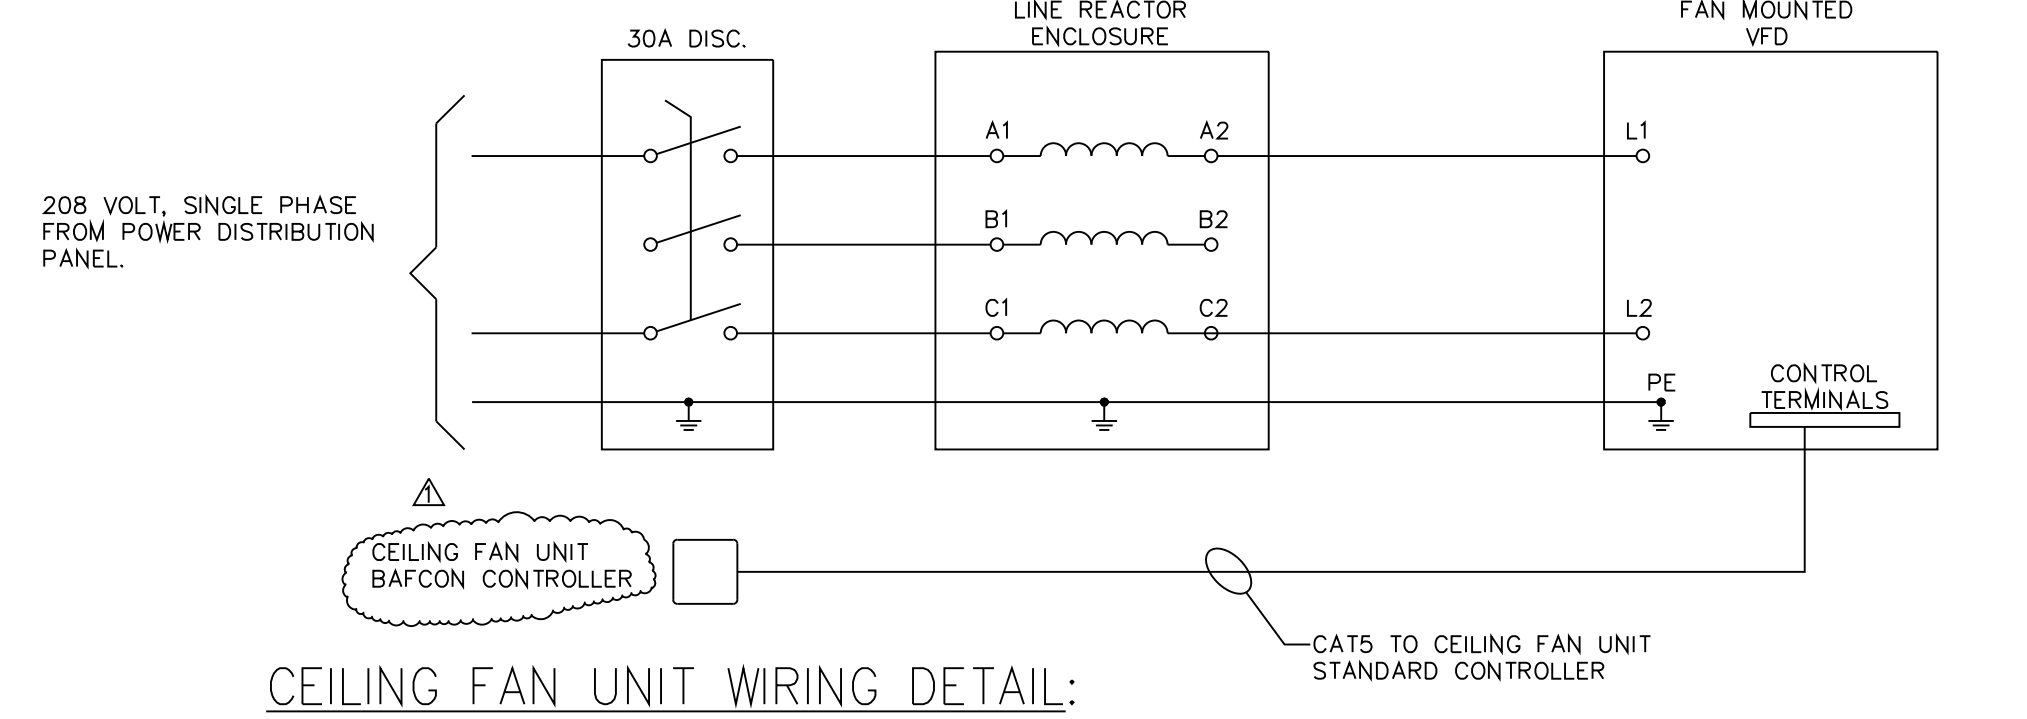 LINE REACTOR
ENCLOSURE
FAN MOUNTED
VFD
30A DISC.
A1
A2
L1
208 VOLT, SINGLE PHASE
FROM POWER DISTRIBUTION
PANEL.
B1
B2
C1
C2
L2
PE
CONTROL
TERMINALS
1
CEILING FAN UNIT
BAFCON CONTROLLER
CAT5 TO CEILING FAN UNIT
STANDARD CONTROLLER
CEILING FAN UNIT WIRING DETAIL: